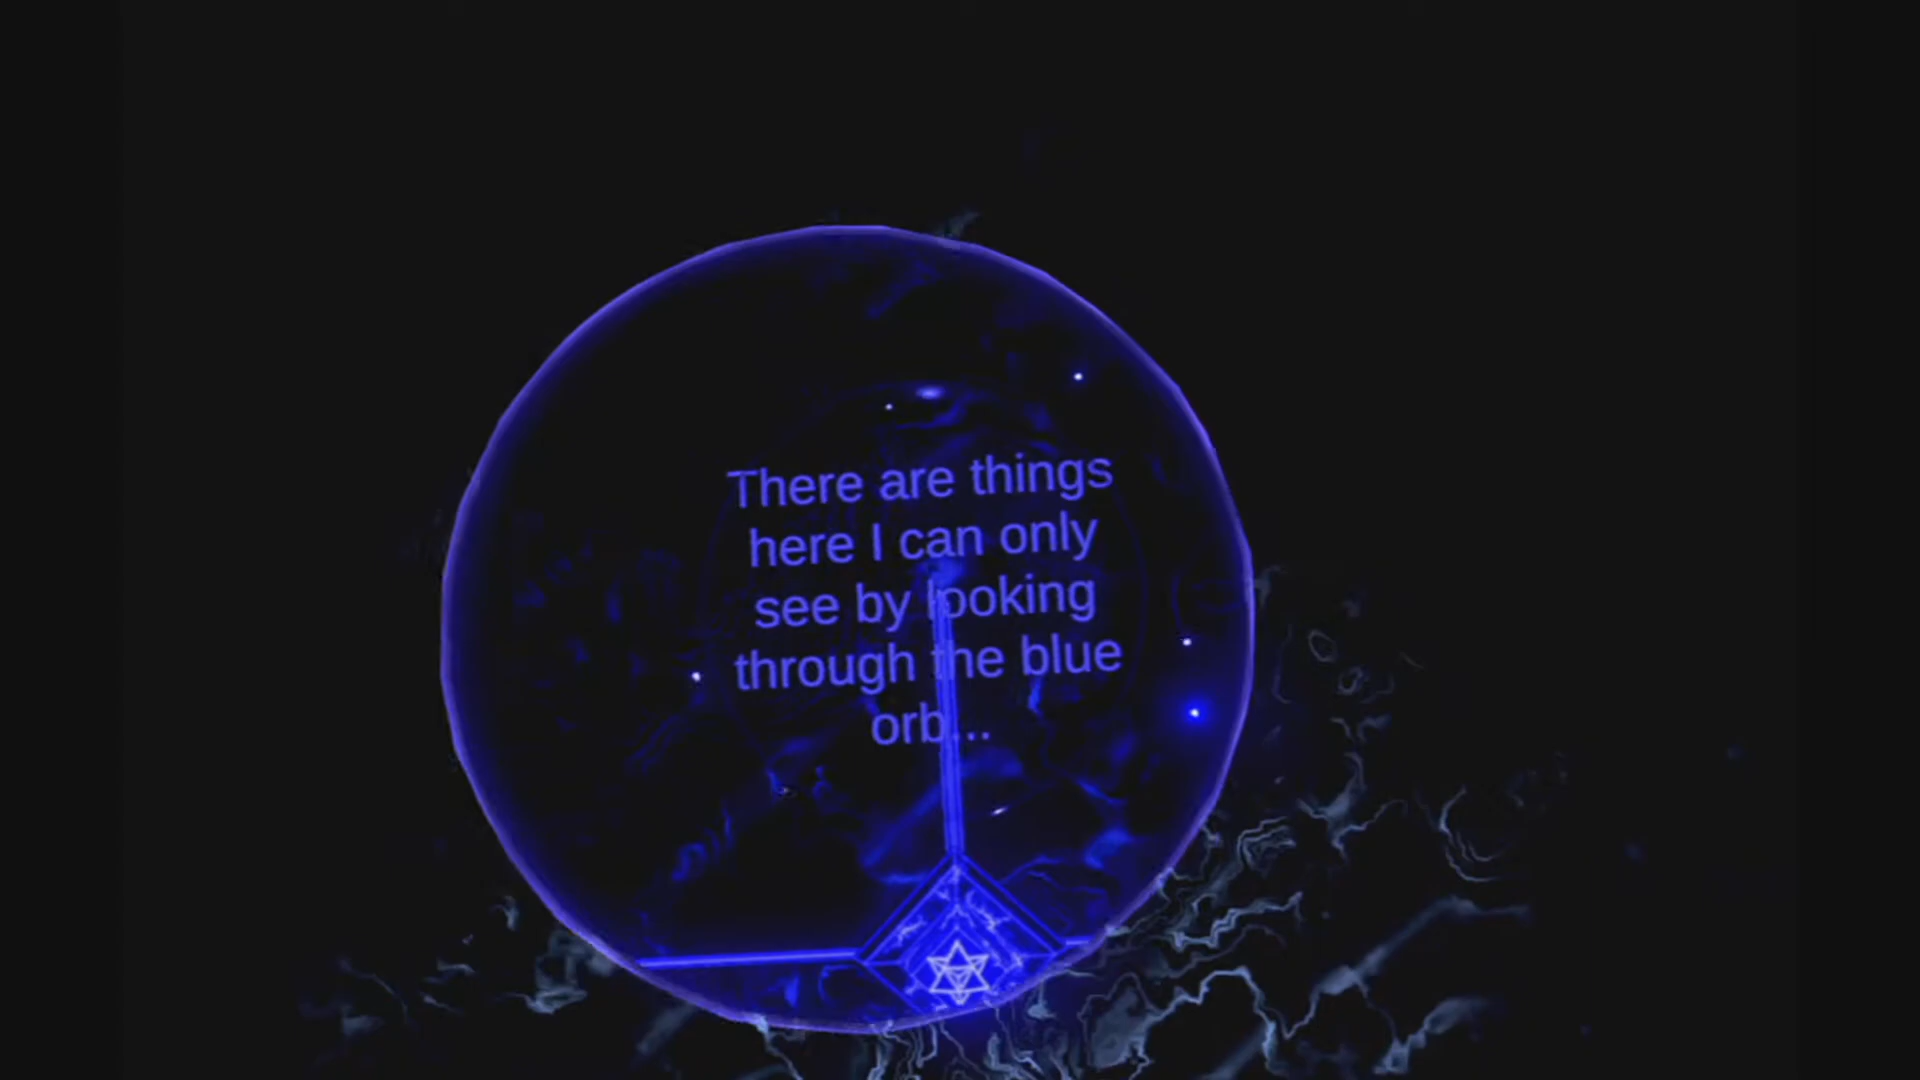 There are things
here I can only
see by looking
through the blue
orb...